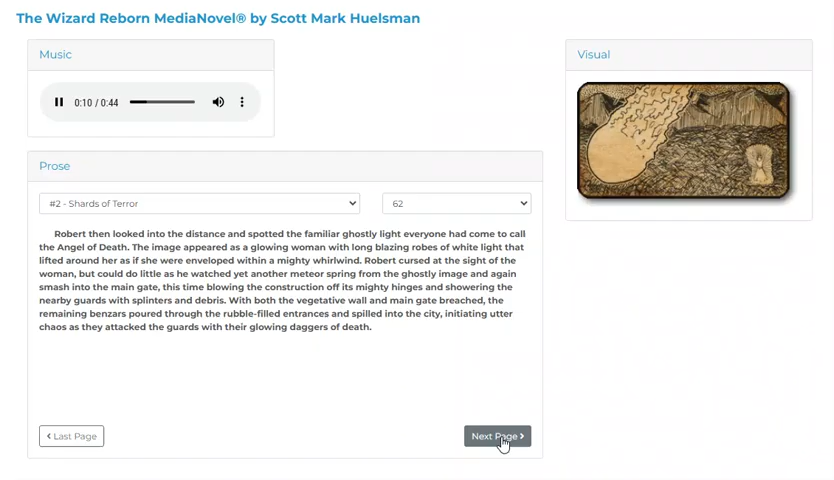 The Wizard Reborn MediaNovel® by Scott Mark Huelsman
Music
0:10 / 0:44
Visual
Prose
#2 - Shards of Terror
62
Robert then looked into the distance and spotted the familiar ghostly light everyone had come to call
the Angel of Death. The image appeared as a glowing woman with long blazing robes of white light that
lifted around her as if she were enveloped within a mighty whirlwind. Robert cursed at the sight of the
woman, but could do little as he watched yet another meteor spring from the ghostly image and again
smash into the main gate, this time blowing the construction off its mighty hinges and showering the
nearby guards with splinters and debris. With both the vegetative wall and main gate breached, the
remaining benzars poured through the rubble-filled entrances and spilled into the city, initiating utter
chaos as they attacked the guards with their glowing daggers of death.
Last Page
Next Page